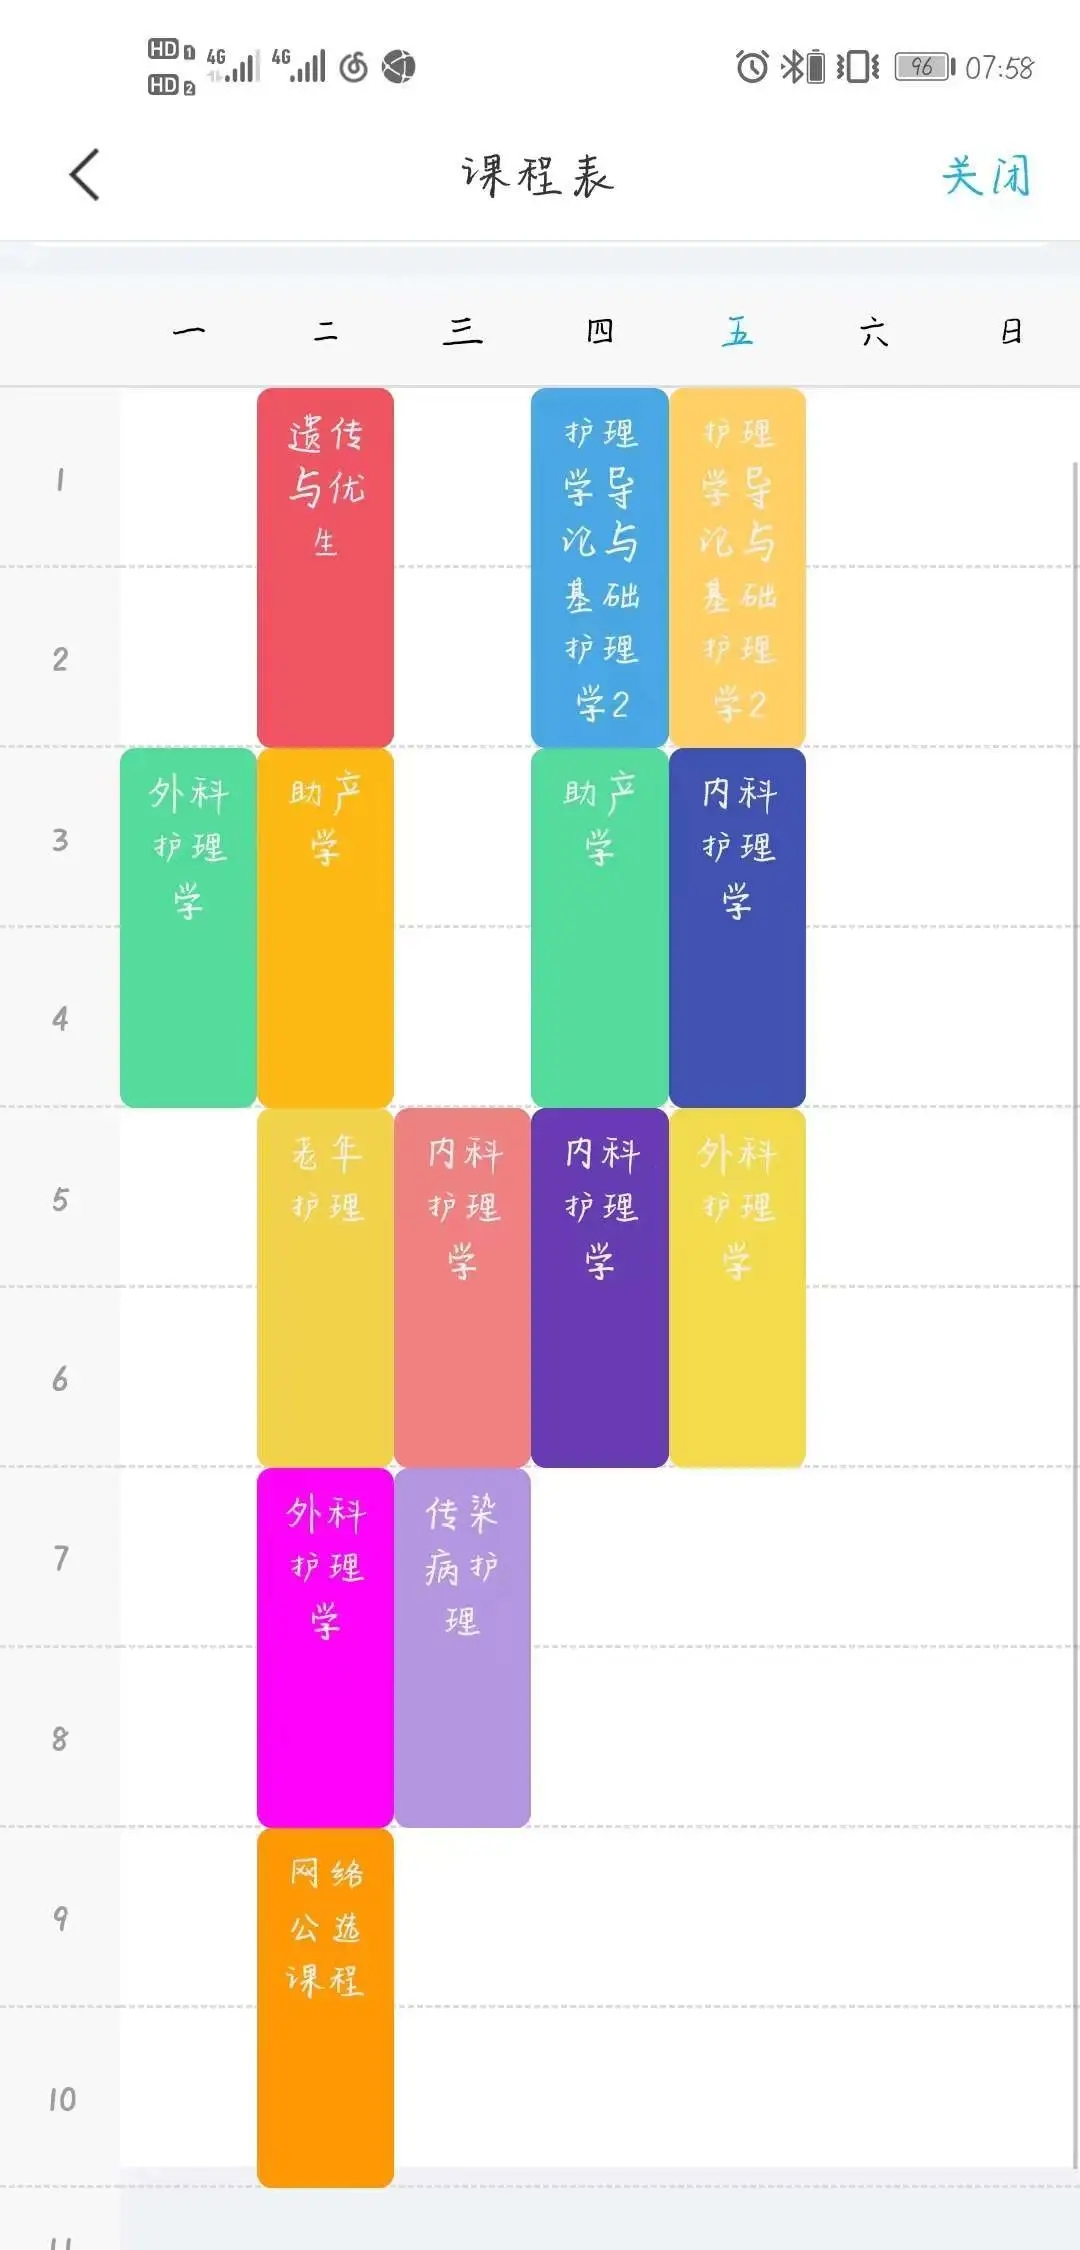 HD 1 4G 4G 96 07:58
HD 2
课程表 关闭
一 二 三 四 五 六 日
1
2
3
4
5
6
7
8
9
10
外科
护理
学
遗传
与优
生
助产
学
老年
护理
外科
护理
学
网络
公选
课程
内科
护理
学
传染
病护
理
护理
学导
论与
基础
护理
学2
助产
学
内科
护理
学
护理
学导
论与
基础
护理
学2
内科
护理
学
外科
护理
学